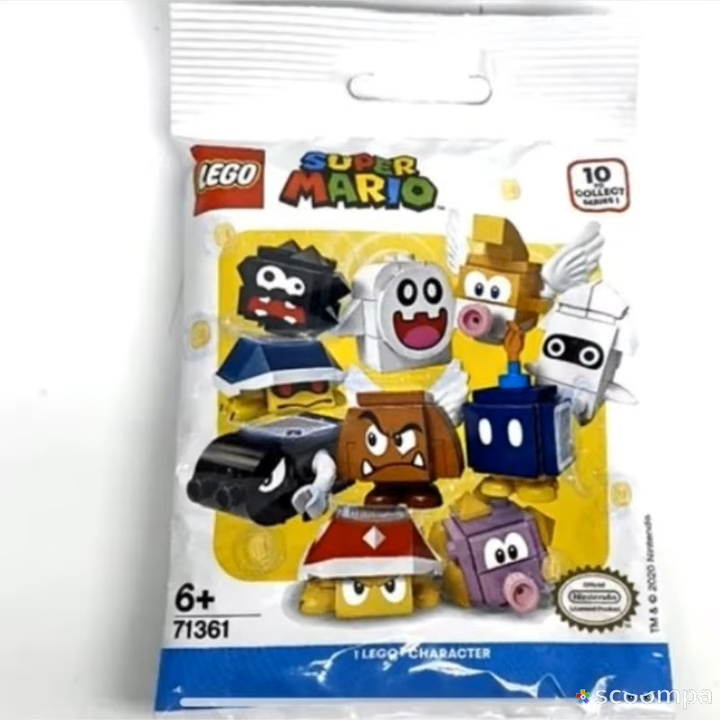 LEGO
SUPER
MARIO™
10
TO
COLLECT
SERIES 1
6+
71361
Official
Nintendo
Licensed Product
TM & © 2020 Nintendo
1 LEGO® CHARACTER
scoompa